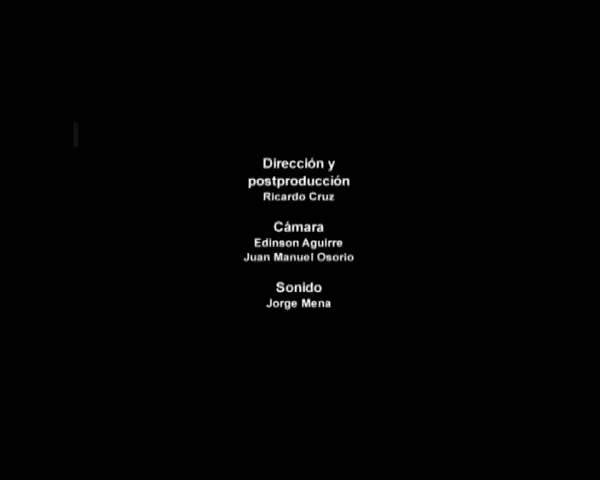 Dirección y
postproducción
Ricardo Cruz
Cámara
Edinson Aguirre
Juan Manuel Osorio
Sonido
Jorge Mena